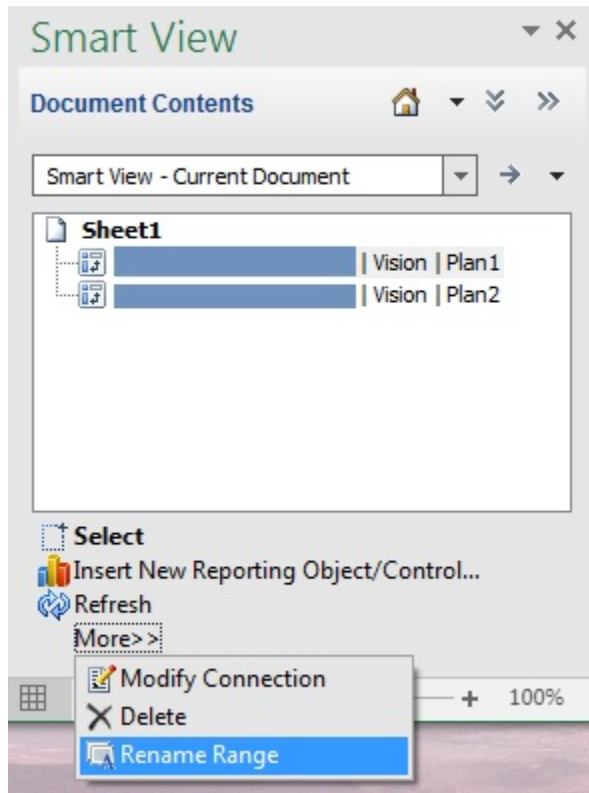 Smart View
Document Contents
Smart View - Current Document
Sheet1
| Vision | Plan1
| Vision | Plan2
Select
Insert New Reporting Object/Control...
Refresh
More>>
Modify Connection
100%
Delete
Rename Range